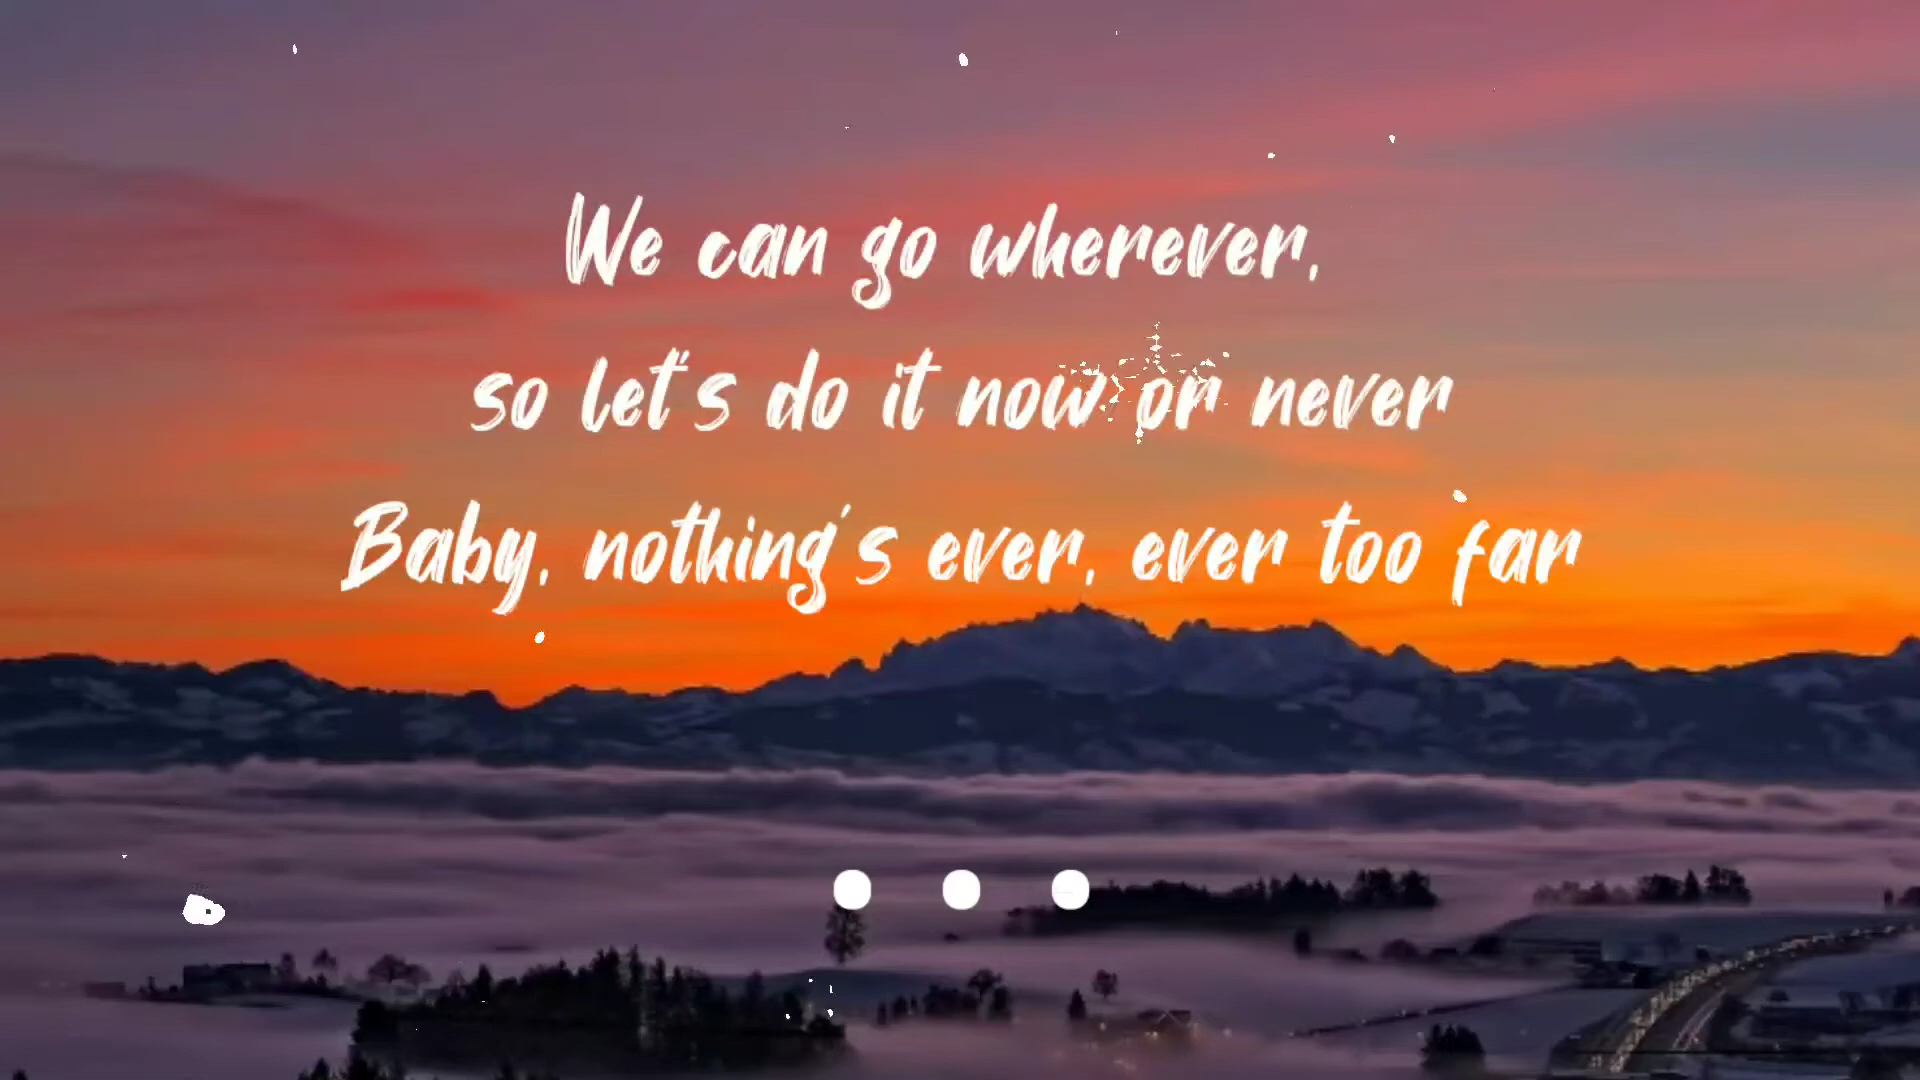 We can go wherever,
so let's do it now or never
Baby, nothing's ever, ever too far